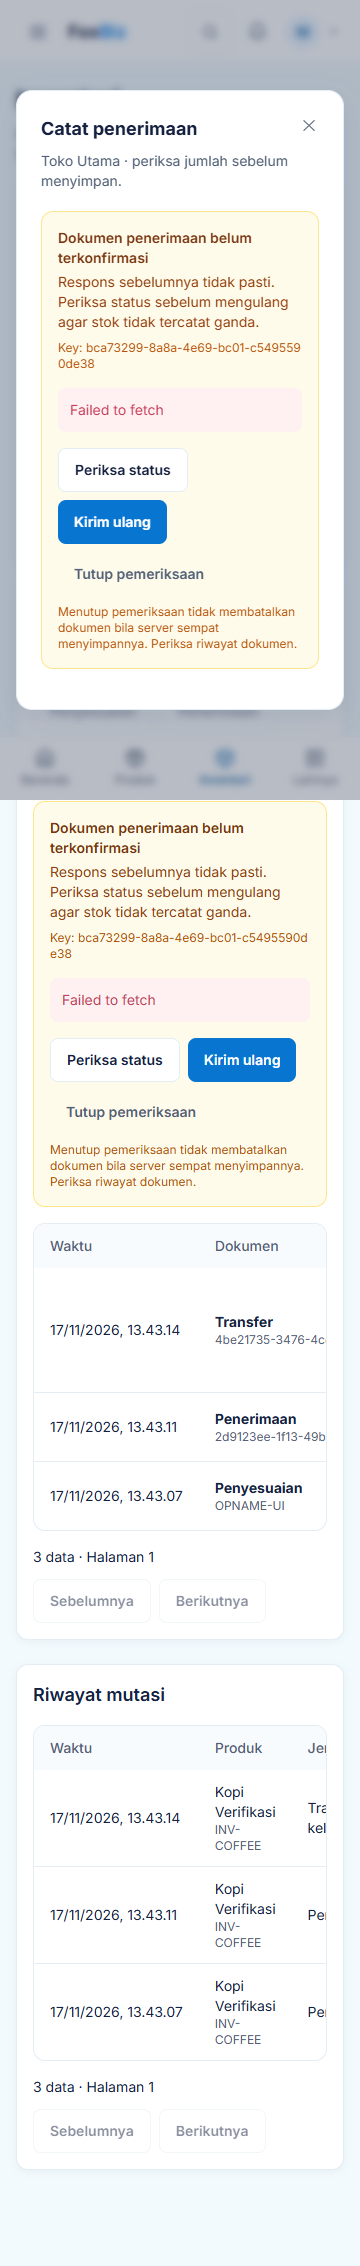 Catat penerimaan
Toko Utama · periksa jumlah sebelum
menyimpan.
Dokumen penerimaan belum
terkonfirmasi
Respons sebelumnya tidak pasti.
Periksa status sebelum mengulang
agar stok tidak tercatat ganda.
Key: bca73299-8a8a-4e69-bc01-c549559
0de38
Failed to fetch
Periksa status
Kirim ulang
Tutup pemeriksaan
Menutup pemeriksaan tidak membatalkan
dokumen bila server sempat
menyimpannya. Periksa riwayat dokumen.
Beranda Produk Inventori Lainnya
Dokumen penerimaan belum
terkonfirmasi
Respons sebelumnya tidak pasti.
Periksa status sebelum mengulang
agar stok tidak tercatat ganda.
Key: bca73299-8a8a-4e69-bc01-c5495590d
e38
Failed to fetch
Periksa status Kirim ulang
Tutup pemeriksaan
Menutup pemeriksaan tidak membatalkan
dokumen bila server sempat menyimpannya.
Periksa riwayat dokumen.
Waktu Dokumen
17/11/2026, 13.43.14 Transfer
4be21735-3476-4c
17/11/2026, 13.43.11 Penerimaan
2d9123ee-1f13-49b
17/11/2026, 13.43.07 Penyesuaian
OPNAME-UI
3 data · Halaman 1
Sebelumnya Berikutnya
Riwayat mutasi
Waktu Produk Je
17/11/2026, 13.43.14 Kopi
Verifikasi
INV-
COFFEE
Tra
kel
17/11/2026, 13.43.11 Kopi
Verifikasi
INV-
COFFEE
Pe
17/11/2026, 13.43.07 Kopi
Verifikasi
INV-
COFFEE
Pe
3 data · Halaman 1
Sebelumnya Berikutnya